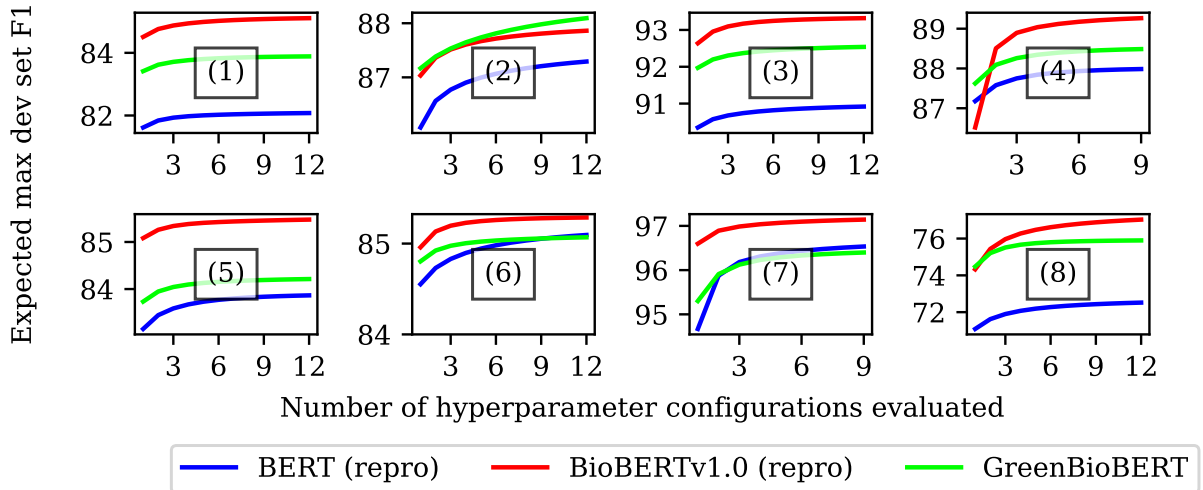 Expected max dev set F1
84
82
(1)
3 6 9 12
88
87
(2)
3 6 9 12
93
92
91
(3)
3 6 9 12
89
88
87
(4)
3 6 9
85
84
(5)
3 6 9 12
85
84
(6)
3 6 9 12
97
96
95
(7)
3 6 9
76
74
72
(8)
3 6 9 12
Number of hyperparameter configurations evaluated
BERT (repro) BioBERTv1.0 (repro) GreenBioBERT